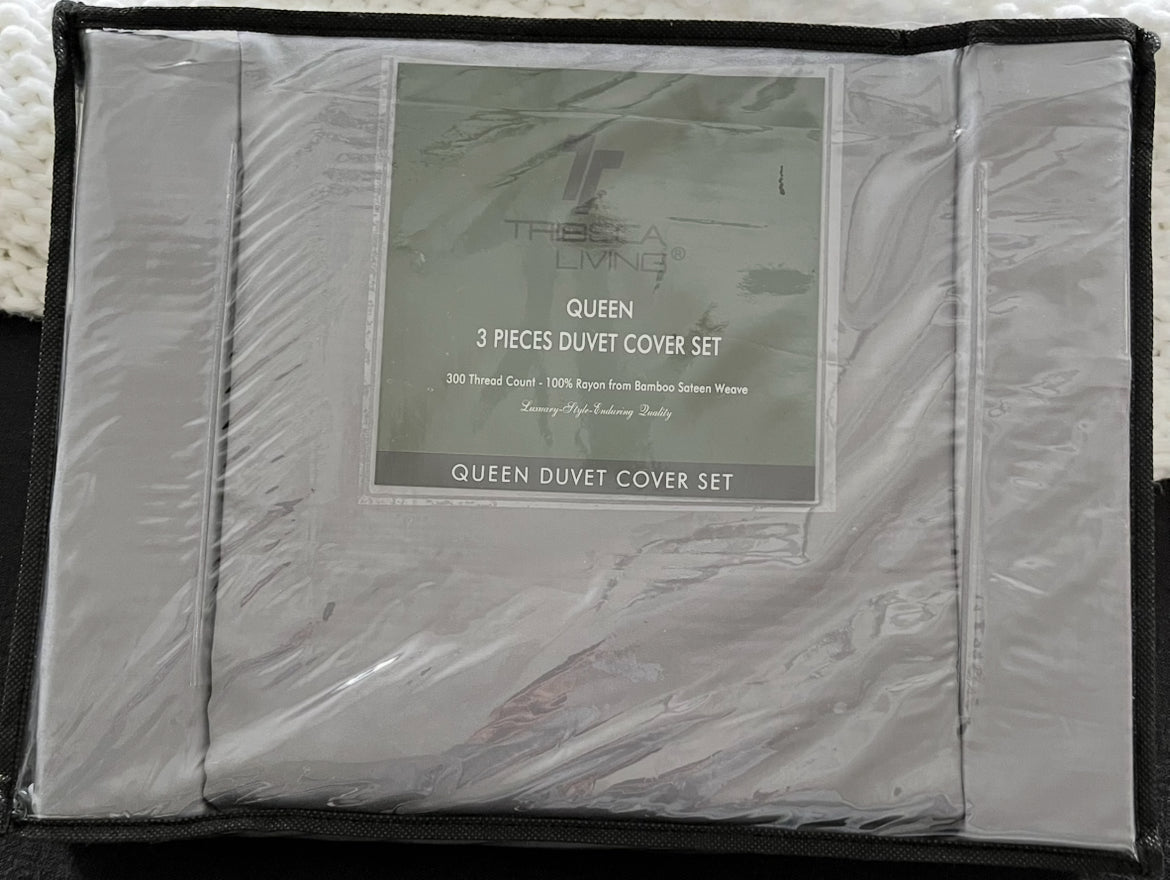 TRIBECA
LIVING®
QUEEN
3 PIECES DUVET COVER SET
300 Thread Count - 100% Rayon from Bamboo Sateen Weave
Luxuary-Style-Enduring Quality
QUEEN DUVET COVER SET